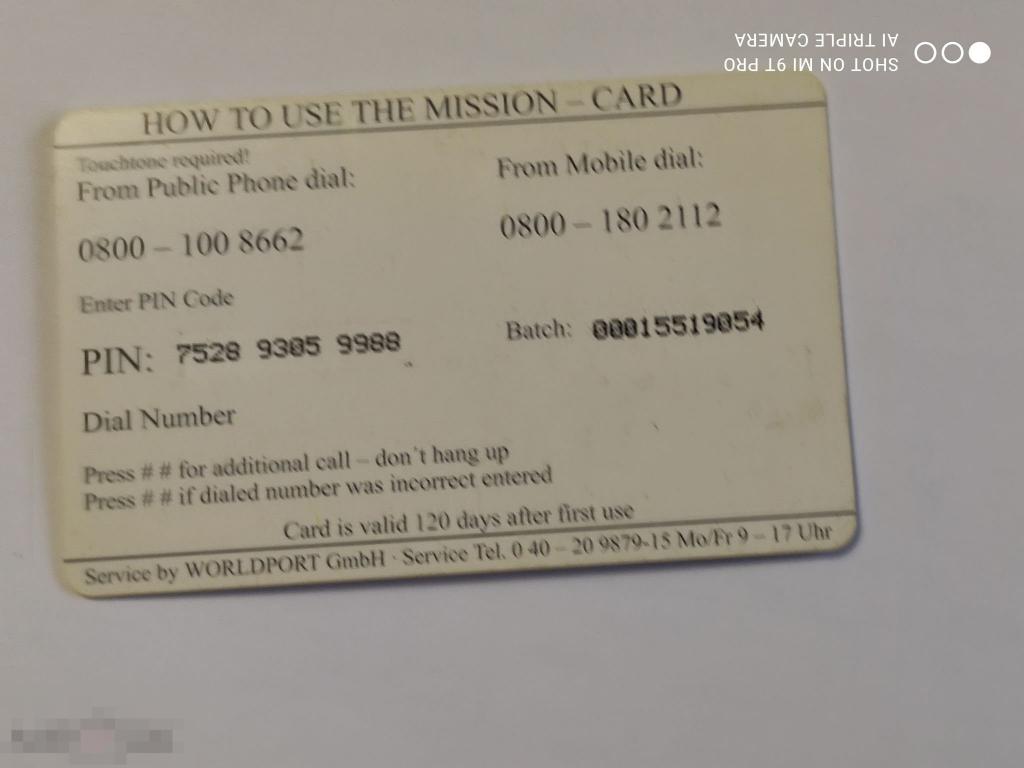 SHOT ON MI 9T PRO
AI TRIPLE CAMERA
HOW TO USE THE MISSION – CARD
Touchtone required!
From Public Phone dial:
From Mobile dial:
0800 – 100 8662
0800 – 180 2112
Enter PIN Code
PIN: 7528 9305 9988
Batch: 00015519054
Dial Number
Press # # for additional call – don't hang up
Press # # if dialed number was incorrect entered
Card is valid 120 days after first use
Service by WORLDPORT GmbH · Service Tel. 0 40 – 20 9879-15 Mo/Fr 9 – 17 Uhr